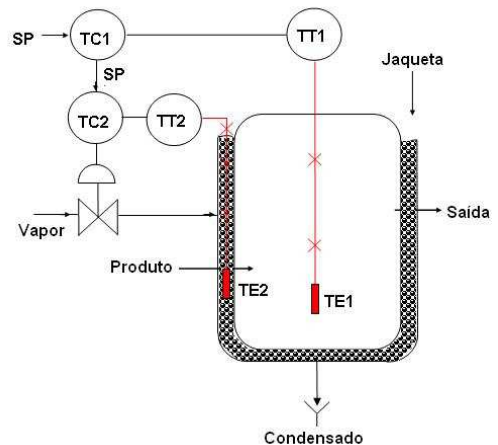 SP
TC1
TT1
SP
Jaqueta
TC2
TT2
Vapor
Saída
Produto
TE2
TE1
Condensado